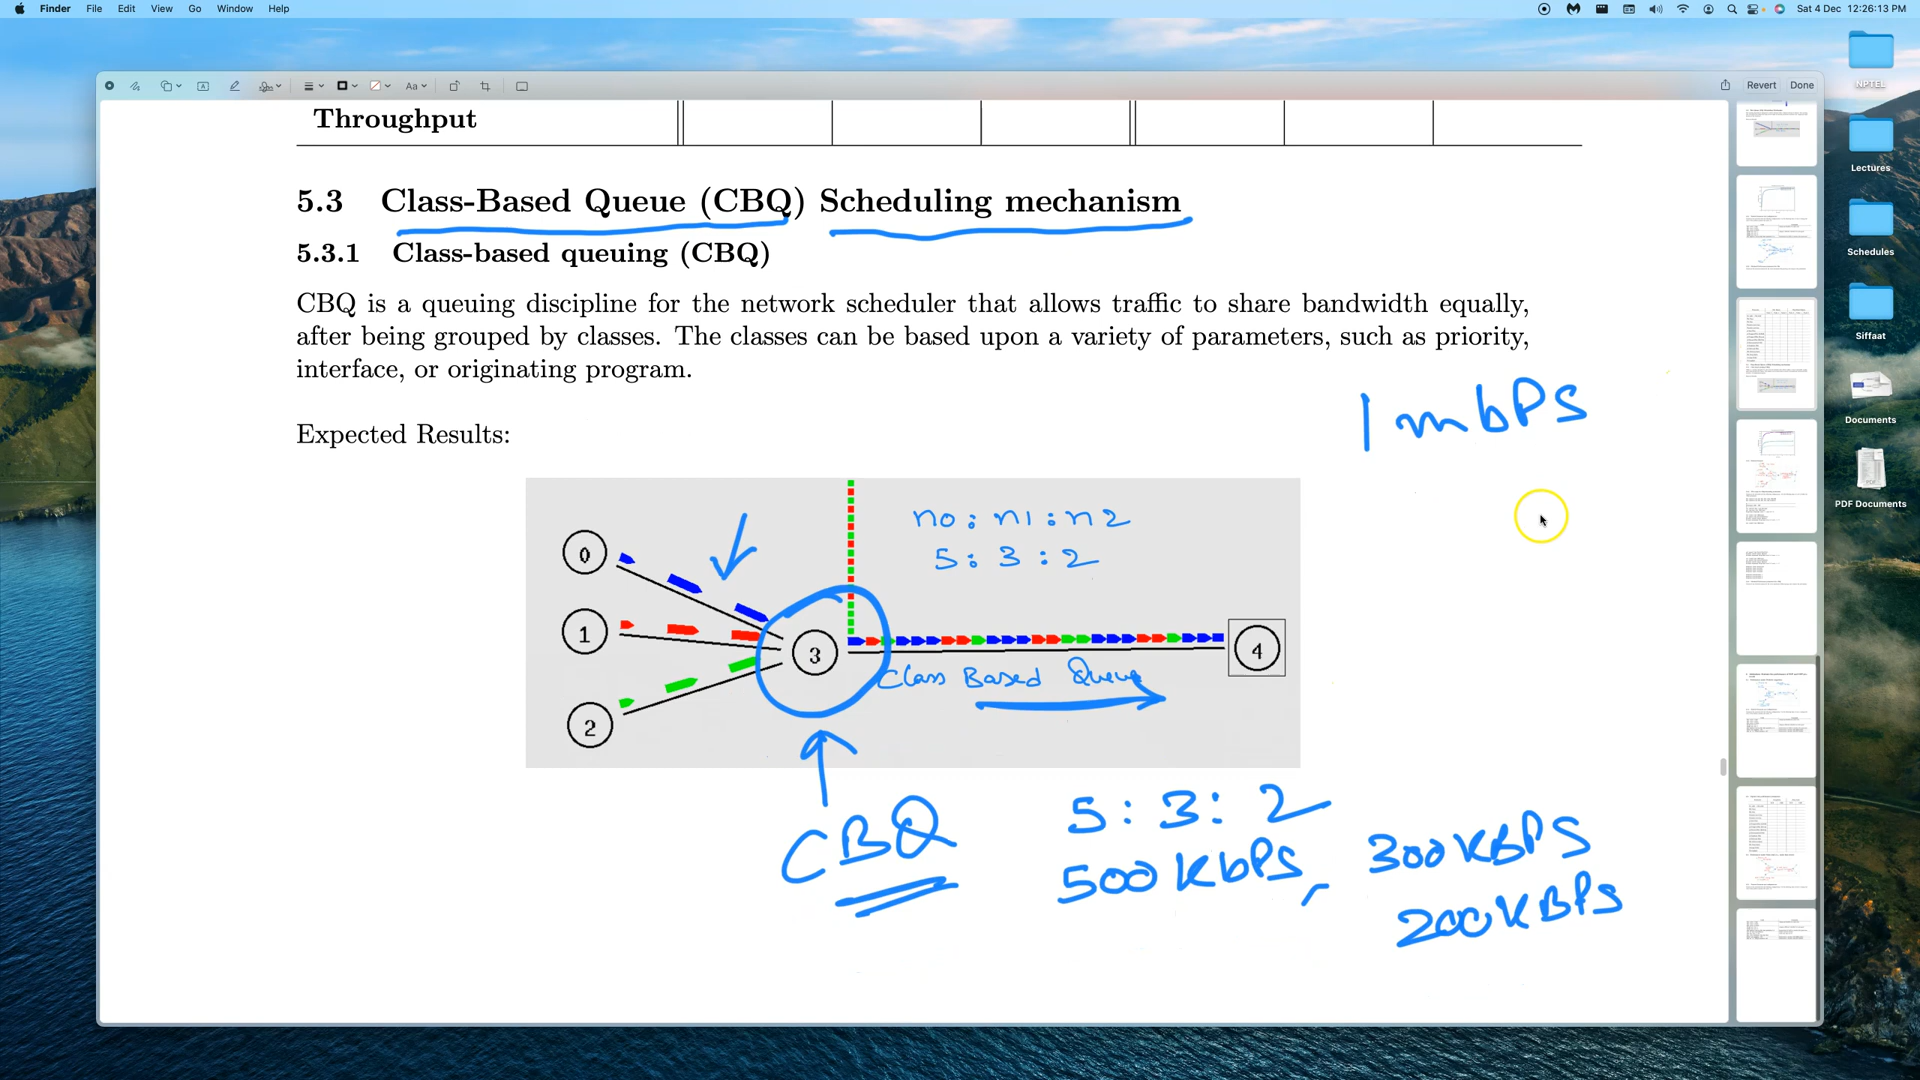 Finder File Edit View Go Window Help
Sat 4 Dec 12:26:13 PM
Aa
Revert Done
Throughput
5.3 Class-Based Queue (CBQ) Scheduling mechanism
5.3.1 Class-based queuing (CBQ)
CBQ is a queuing discipline for the network scheduler that allows traffic to share bandwidth equally,
after being grouped by classes. The classes can be based upon a variety of parameters, such as priority,
interface, or originating program.
1 mbPS
Expected Results:
n0 : n1 : n2
5 : 3 : 2
0
1
2
3
4
Class Based Queue
CBQ
5 : 3 : 2
500 KbPS, 300 KBPS
200 KBPS
NPTEL
Lectures
Schedules
Siffaat
Documents
PDF
PDF Documents